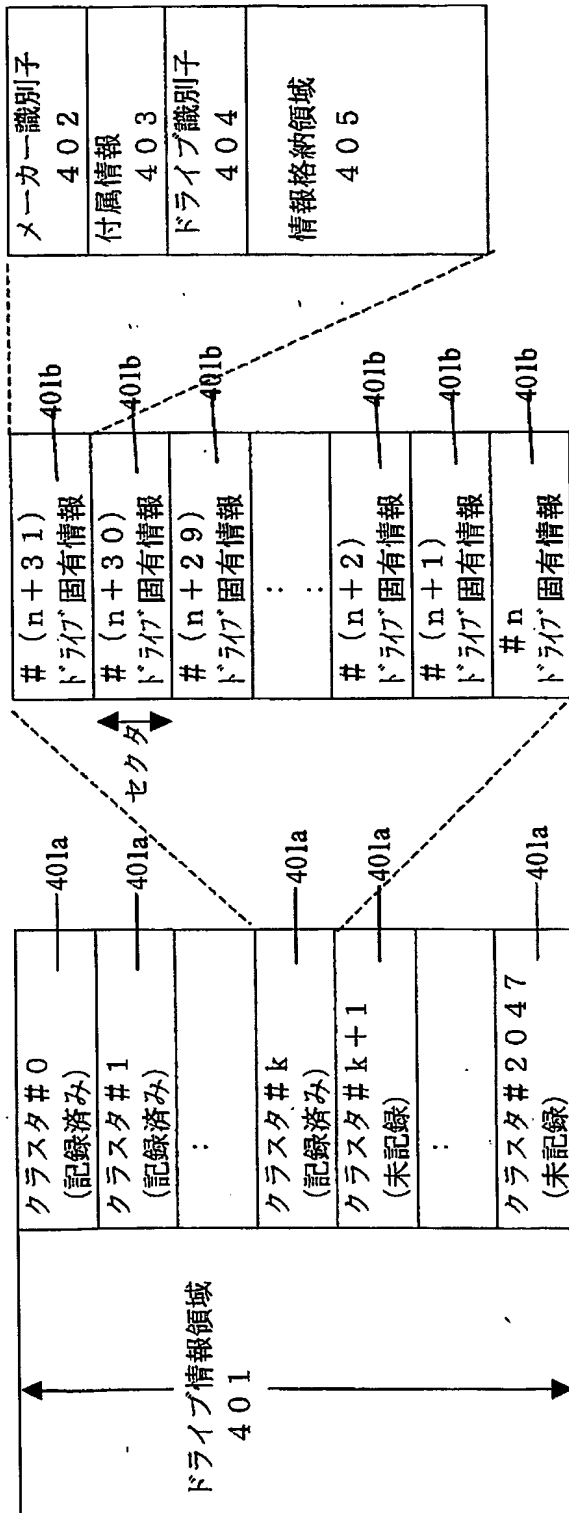 ドライブ情報領域
401
クラスタ#0
(記録済み)
クラスタ#1
(記録済み)
:
クラスタ#k
(記録済み)
クラスタ#k+1
(未記録)
:
クラスタ#2047
(未記録)
401a
401a
401a
401a
401a
セクタ
#(n+31)
ドライブ固有情報
#(n+30)
ドライブ固有情報
#(n+29)
ドライブ固有情報
:
:
#(n+2)
ドライブ固有情報
#(n+1)
ドライブ固有情報
#n
ドライブ固有情報
401b
401b
401b
401b
401b
401b
メーカー識別子
402
付属情報
403
ドライブ識別子
404
情報格納領域
405